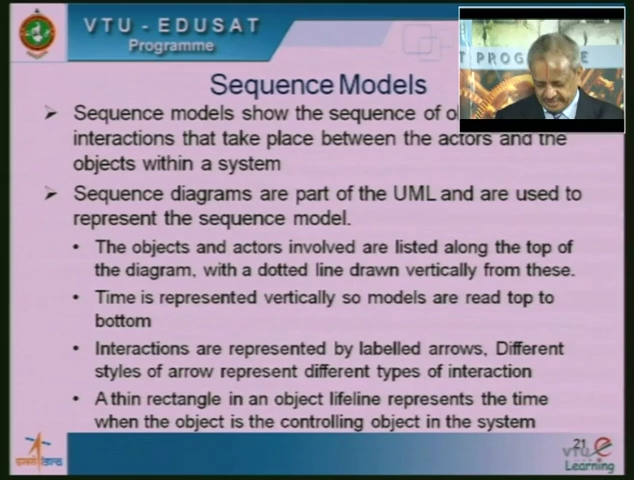 VTU - EDUSAT
Programme
T PROG E
Sequence Models
Sequence models show the sequence of o
interactions that take place between the actors and the
objects within a system
Sequence diagrams are part of the UML and are used to
represent the sequence model.
The objects and actors involved are listed along the top of
the diagram, with a dotted line drawn vertically from these.
Time is represented vertically so models are read top to
bottom
Interactions are represented by labelled arrows, Different
styles of arrow represent different types of interaction
A thin rectangle in an object lifeline represents the time
when the object is the controlling object in the system
21
vtu e
Learning